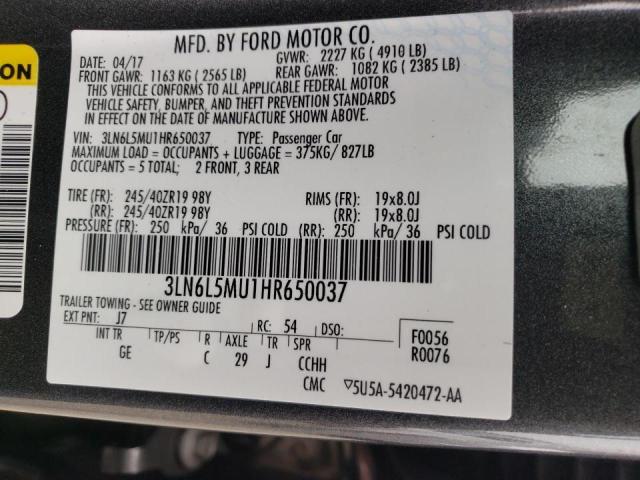 ON
MFD. BY FORD MOTOR CO.
DATE: 04/17 GVWR: 2227 KG ( 4910 LB)
FRONT GAWR: 1163 KG ( 2565 LB) REAR GAWR: 1082 KG ( 2385 LB)
THIS VEHICLE CONFORMS TO ALL APPLICABLE FEDERAL MOTOR
VEHICLE SAFETY, BUMPER, AND THEFT PREVENTION STANDARDS
IN EFFECT ON THE DATE OF MANUFACTURE SHOWN ABOVE.
VIN: 3LN6L5MU1HR650037 TYPE: Passenger Car
MAXIMUM LOAD = OCCUPANTS + LUGGAGE = 375KG/ 827LB
OCCUPANTS = 5 TOTAL; 2 FRONT, 3 REAR
TIRE (FR): 245/40ZR19 98Y RIMS (FR): 19x8.0J
(RR): 245/40ZR19 98Y (RR): 19x8.0J
PRESSURE (FR): 250 kPa/ 36 PSI COLD (RR): 250 kPa/ 36 PSI COLD
3LN6L5MU1HR650037
TRAILER TOWING - SEE OWNER GUIDE
EXT PNT: J7 RC: 54 DSO: F0056
INT TR TP/PS R AXLE TR SPR R0076
GE C 29 J CCHH
CMC ▽5U5A-5420472-AA